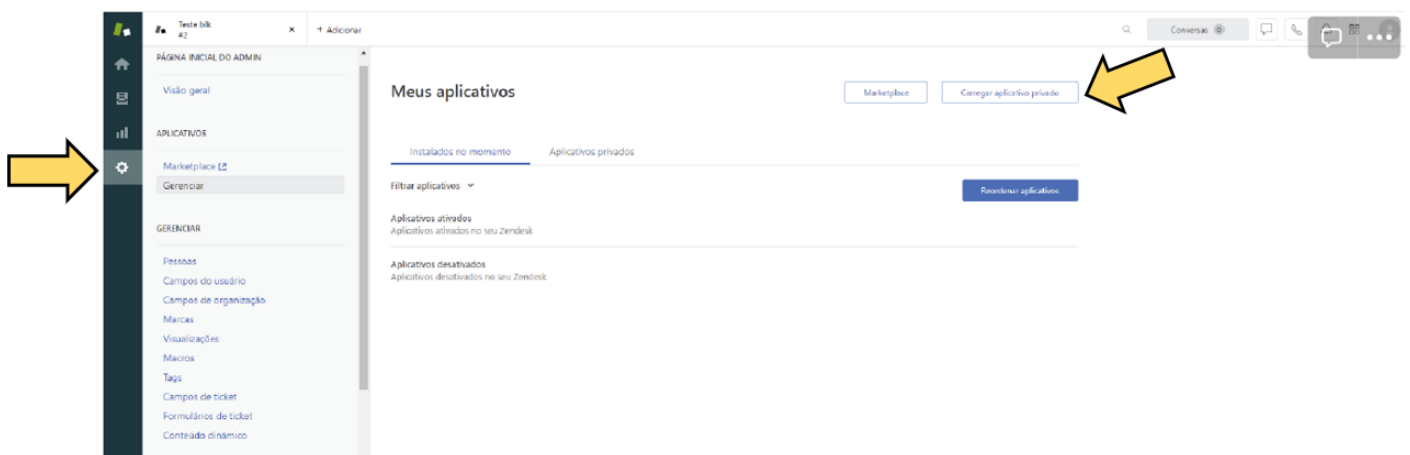 Teste blk
#2
× + Adicionar
Conversas 0
PÁGINA INICIAL DO ADMIN
Visão geral
APLICATIVOS
Marketplace
Gerenciar
GERENCIAR
Pessoas
Campos do usuário
Campos de organização
Marcas
Visualizações
Macros
Tags
Campos de ticket
Formulários de ticket
Conteúdo dinâmico
Meus aplicativos
Marketplace
Carregar aplicativo privado
Instalados no momento
Aplicativos privados
Filtrar aplicativos
Reordenar aplicativos
Aplicativos ativados
Aplicativos ativados no seu Zendesk
Aplicativos desativados
Aplicativos desativados no seu Zendesk